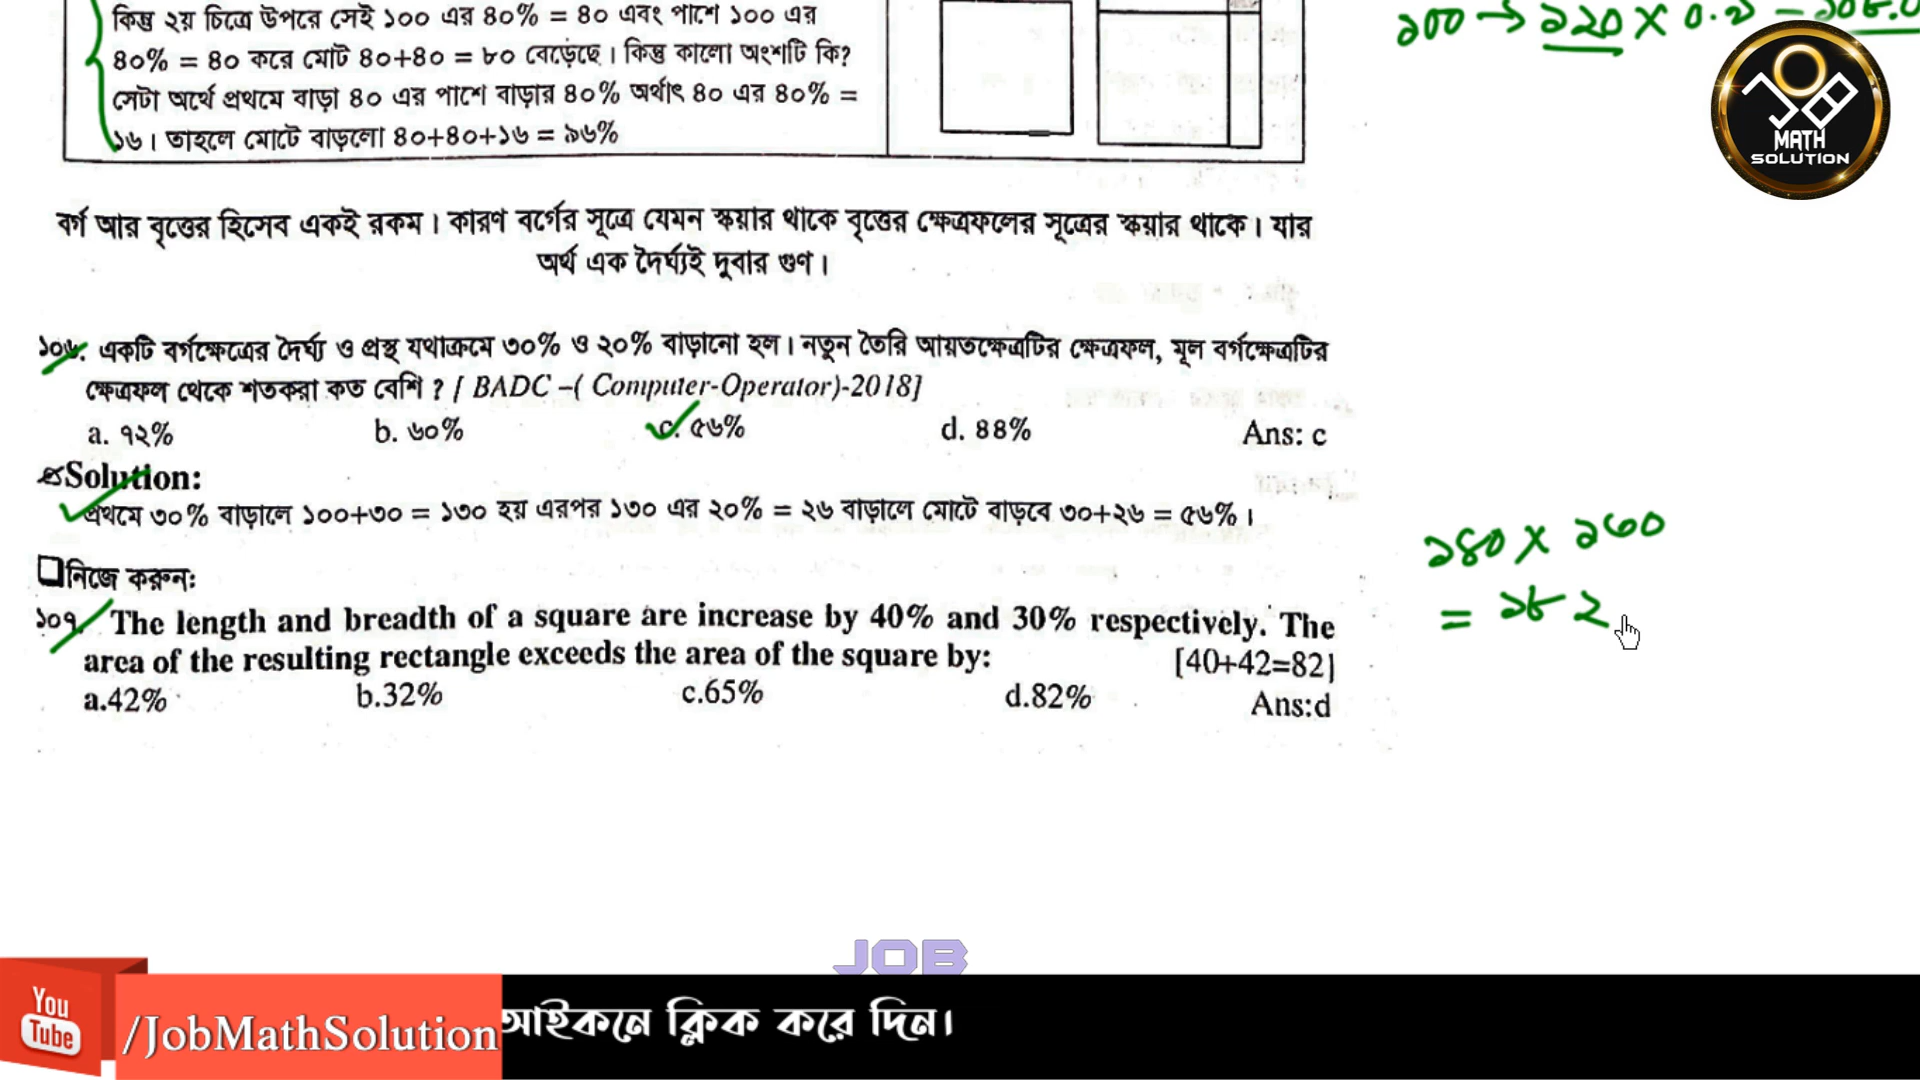 কিন্তু ২য় চিত্রে উপরে সেই ১০০ এর ৪০% = ৪০ এবং পাশে ১০০ এর
৪০% = ৪০ করে মোট ৪০+৪০ = ৮০ বেড়েছে। কিন্তু কালো অংশটি কি?
সেটা অর্থে প্রথমে বাড়া ৪০ এর পাশে বাড়ার ৪০% অর্থাৎ ৪০ এর ৪০% =
১৬। তাহলে মোটে বাড়লো ৪০+৪০+১৬ = ৯৬%
১০০ → ১২০ ×
MATH
SOLUTION
বর্গ আর বৃত্তের হিসেব একই রকম। কারণ বর্গের সূত্রে যেমন স্কয়ার থাকে বৃত্তের ক্ষেত্রফলের সূত্রের স্কয়ার থাকে। যার
অর্থ এক দৈর্ঘ্যই দুবার গুণ।
১০৬. একটি বর্গক্ষেত্রের দৈর্ঘ্য ও প্রস্থ যথাক্রমে ৩০% ও ২০% বাড়ানো হল। নতুন তৈরি আয়তক্ষেত্রটির ক্ষেত্রফল, মূল বর্গক্ষেত্রটির
ক্ষেত্রফল থেকে শতকরা কত বেশি ? [ BADC –( Computer-Operator)-2018]
a. ৭২% b. ৬০% c. ৫৬% d. ৪৪% Ans: c
✍Solution:
প্রথমে ৩০% বাড়ালে ১০০+৩০ = ১৩০ হয় এরপর ১৩০ এর ২০% = ২৬ বাড়ালে মোটে বাড়বে ৩০+২৬ = ৫৬%।
❑নিজে করুন:
১০৭. The length and breadth of a square are increase by 40% and 30% respectively. The
area of the resulting rectangle exceeds the area of the square by: [40+42=82]
a.42% b.32% c.65% d.82% Ans:d
১৪০ × ১৩০
= ১৮২
JOB
You
Tube
/JobMathSolution
আইকনে ক্লিক করে দিন।